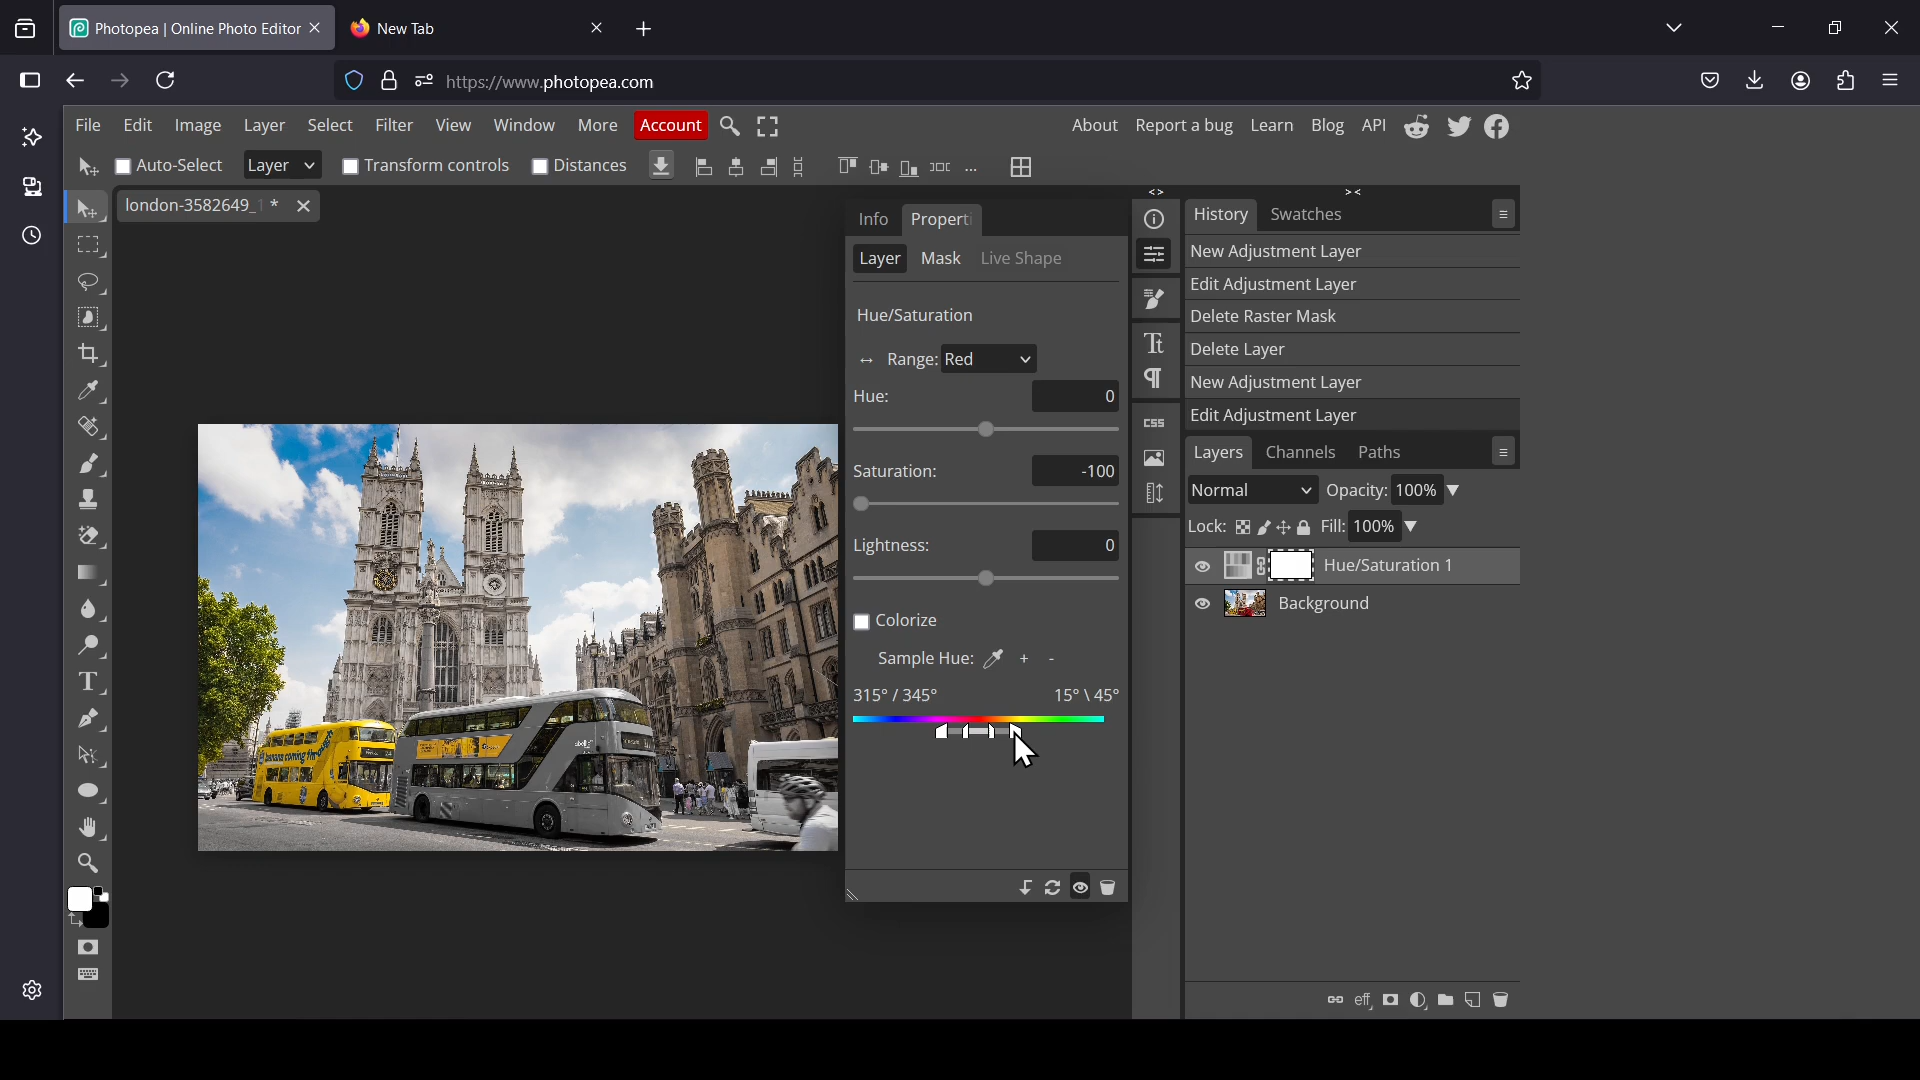 Photopea | Online Photo Editor
New Tab
https://www.photopea.com
File Edit Image Layer Select Filter View Window More Account
About Report a bug Learn Blog API
Auto-Select Layer Transform controls Distances
london-3582649_1 *
Info Properti
Layer Mask Live Shape
Hue/Saturation
Range: Red
Hue: 0
Saturation: -100
Lightness: 0
Colorize
Sample Hue: + -
315° / 345° 15° \ 45°
< >
> <
CSS
History Swatches
New Adjustment Layer
Edit Adjustment Layer
Delete Raster Mask
Delete Layer
New Adjustment Layer
Edit Adjustment Layer
Layers Channels Paths
Normal Opacity: 100%
Lock: Fill: 100%
Hue/Saturation 1
Background
eff